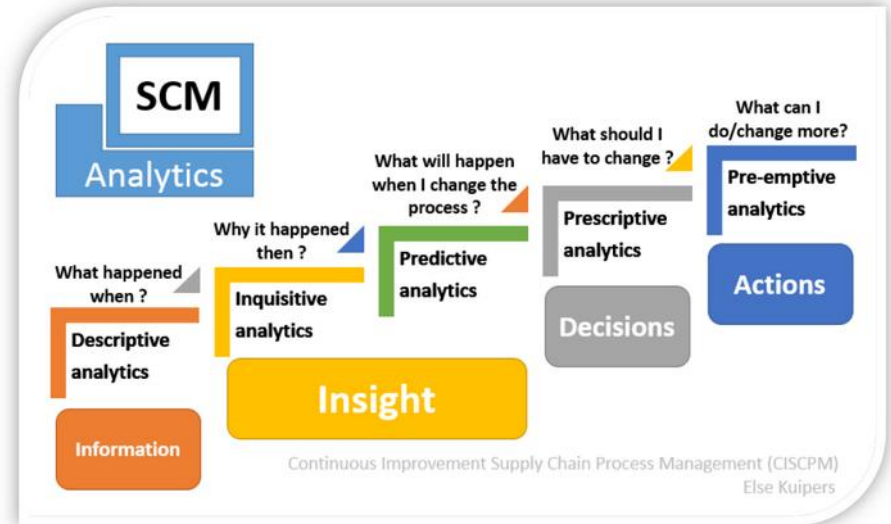 SCM
Analytics
What happened
when ?
Descriptive
analytics
Information
Why it happened
then ?
Inquisitive
analytics
What will happen
when I change the
process ?
Predictive
analytics
Insight
What should I
have to change ?
Prescriptive
analytics
Decisions
What can I
do/change more?
Pre-emptive
analytics
Actions
Continuous Improvement Supply Chain Process Management (CISCPM)
Else Kuipers